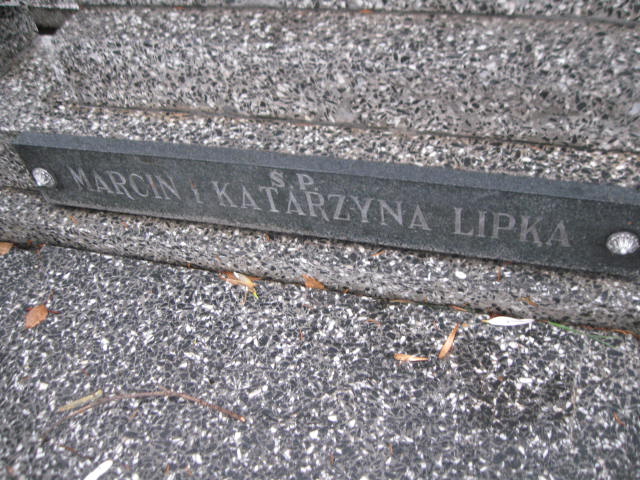 Ś.P.
MARCIN I KATARZYNA LIPKA